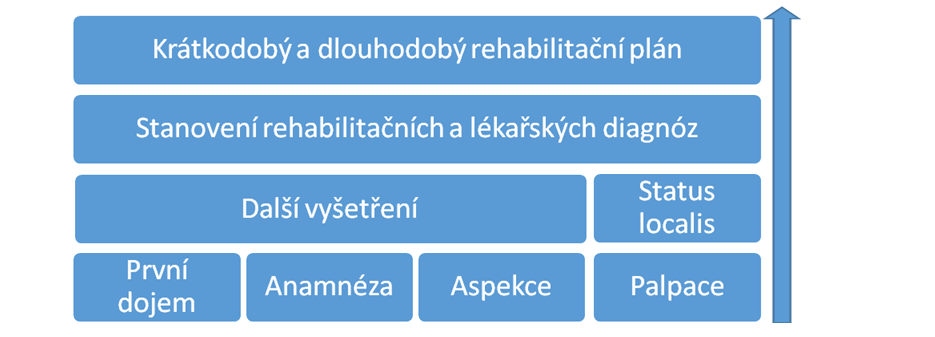 Krátkodobý a dlouhodobý rehabilitační plán
Stanovení rehabilitačních a lékařských diagnóz
Další vyšetření
Status
localis
První
dojem
Anamnéza
Aspekce
Palpace